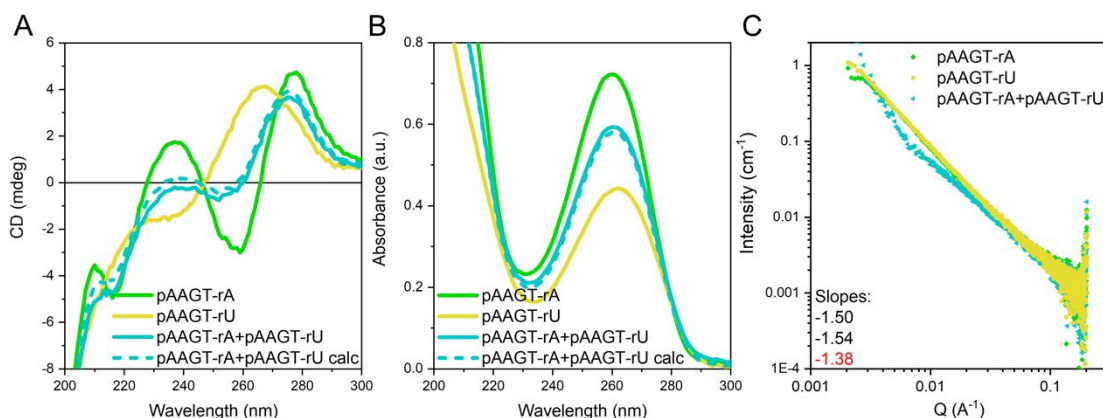 A
6
4
2
0
-2
-4
-6
-8
CD (mdeg)
pAAGT-rA
pAAGT-rU
pAAGT-rA+pAAGT-rU
pAAGT-rA+pAAGT-rU calc
200 220 240 260 280 300
Wavelength (nm)
B
0.8
0.6
0.4
0.2
0.0
Absorbance (a.u.)
pAAGT-rA
pAAGT-rU
pAAGT-rA+pAAGT-rU
pAAGT-rA+pAAGT-rU calc
200 220 240 260 280 300
Wavelength (nm)
C
1
0.1
0.01
0.001
1E-4
Intensity (cm⁻¹)
pAAGT-rA
pAAGT-rU
pAAGT-rA+pAAGT-rU
Slopes:
-1.50
-1.54
-1.38
0.001 0.01 0.1
Q (A⁻¹)